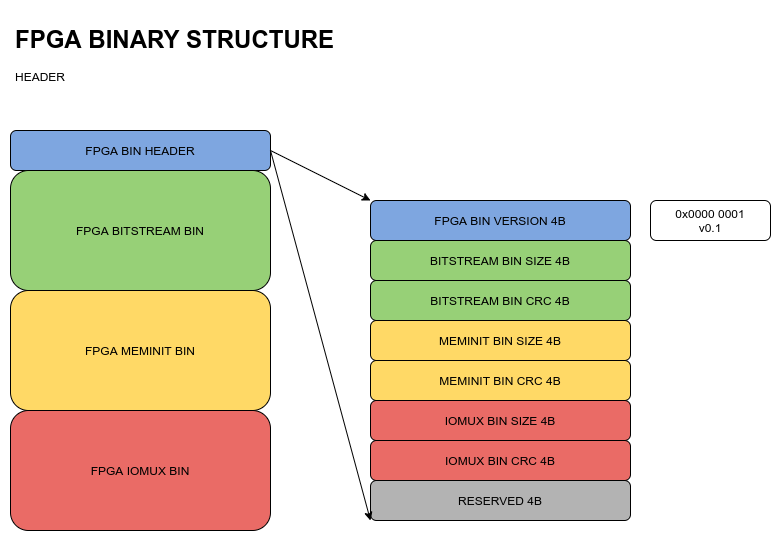 FPGA BINARY STRUCTURE
HEADER
FPGA BIN HEADER
FPGA BITSTREAM BIN
FPGA MEMINIT BIN
FPGA IOMUX BIN
FPGA BIN VERSION 4B
BITSTREAM BIN SIZE 4B
BITSTREAM BIN CRC 4B
MEMINIT BIN SIZE 4B
MEMINIT BIN CRC 4B
IOMUX BIN SIZE 4B
IOMUX BIN CRC 4B
RESERVED 4B
0x0000 0001
v0.1